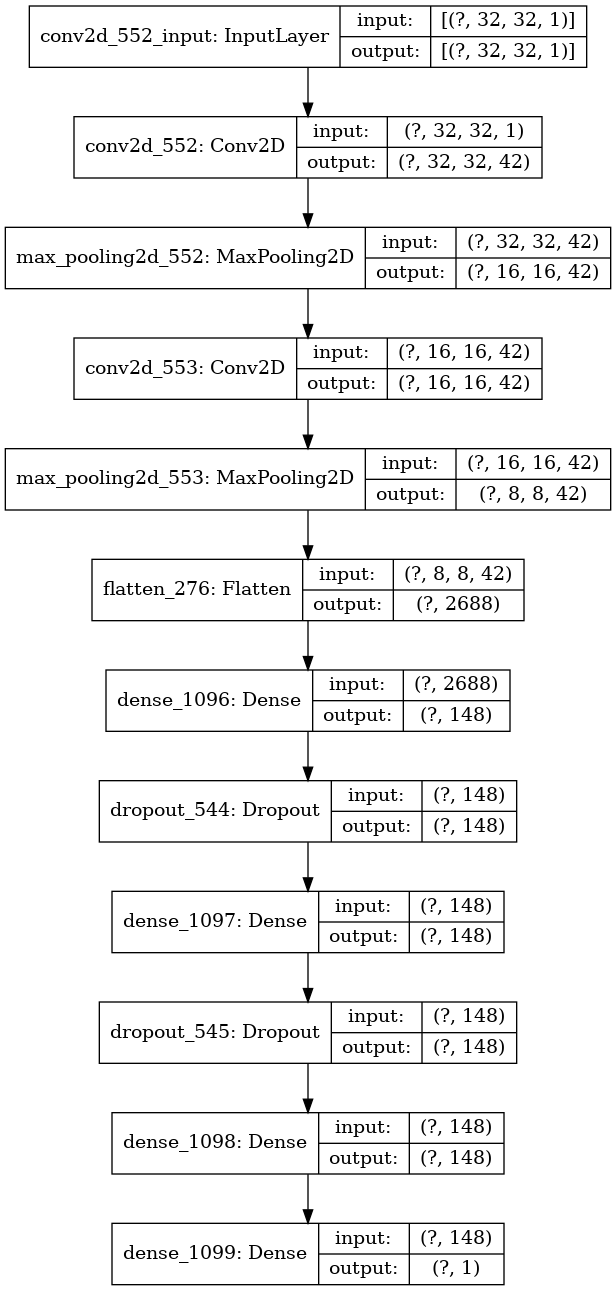 conv2d_552_input: InputLayer
input: [(?, 32, 32, 1)]
output: [(?, 32, 32, 1)]
conv2d_552: Conv2D
input: (?, 32, 32, 1)
output: (?, 32, 32, 42)
max_pooling2d_552: MaxPooling2D
input: (?, 32, 32, 42)
output: (?, 16, 16, 42)
conv2d_553: Conv2D
input: (?, 16, 16, 42)
output: (?, 16, 16, 42)
max_pooling2d_553: MaxPooling2D
input: (?, 16, 16, 42)
output: (?, 8, 8, 42)
flatten_276: Flatten
input: (?, 8, 8, 42)
output: (?, 2688)
dense_1096: Dense
input: (?, 2688)
output: (?, 148)
dropout_544: Dropout
input: (?, 148)
output: (?, 148)
dense_1097: Dense
input: (?, 148)
output: (?, 148)
dropout_545: Dropout
input: (?, 148)
output: (?, 148)
dense_1098: Dense
input: (?, 148)
output: (?, 148)
dense_1099: Dense
input: (?, 148)
output: (?, 1)